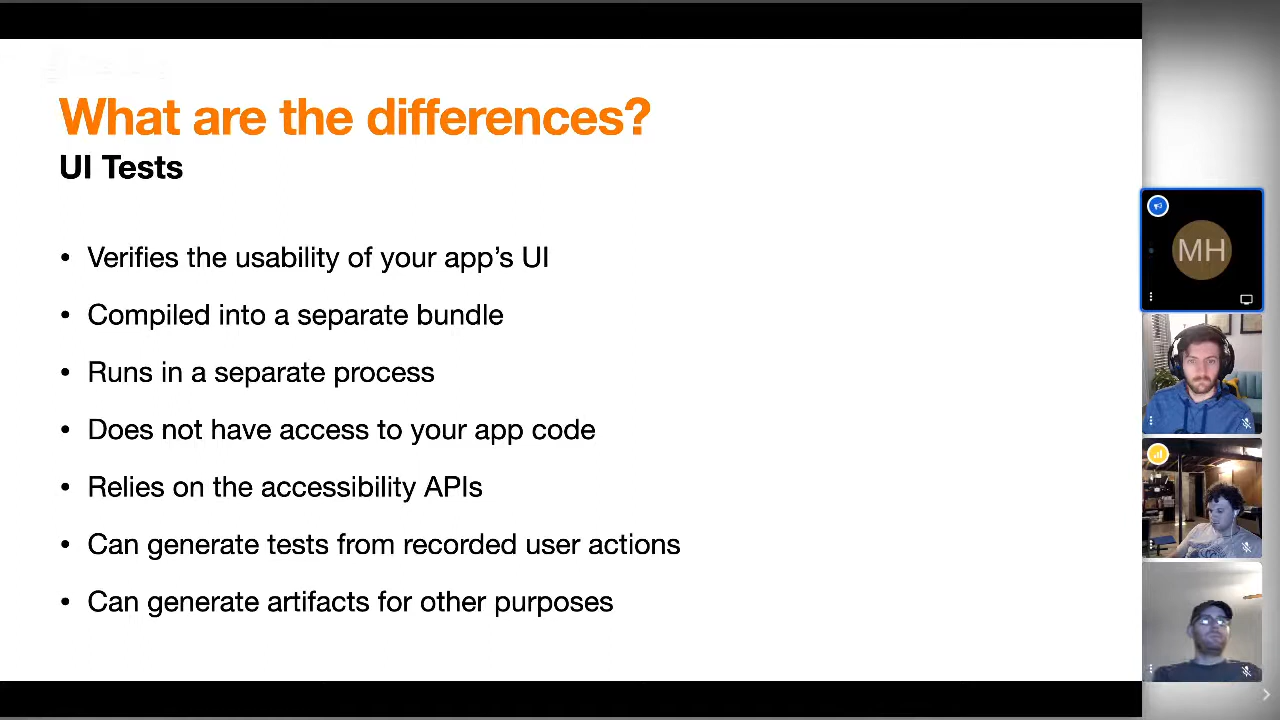 What are the differences?
UI Tests
• Verifies the usability of your app’s UI
• Compiled into a separate bundle
• Runs in a separate process
• Does not have access to your app code
• Relies on the accessibility APIs
• Can generate tests from recorded user actions
• Can generate artifacts for other purposes
MH